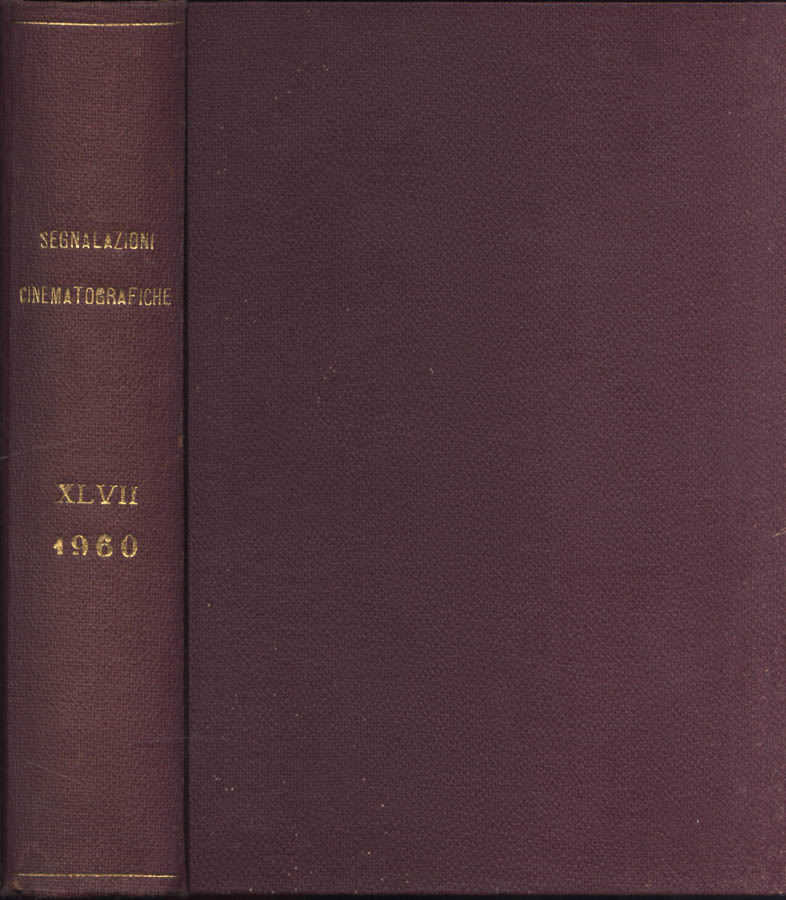 SEGNALAZIONI
CINEMATOGRAFICHE
XLVII
1960